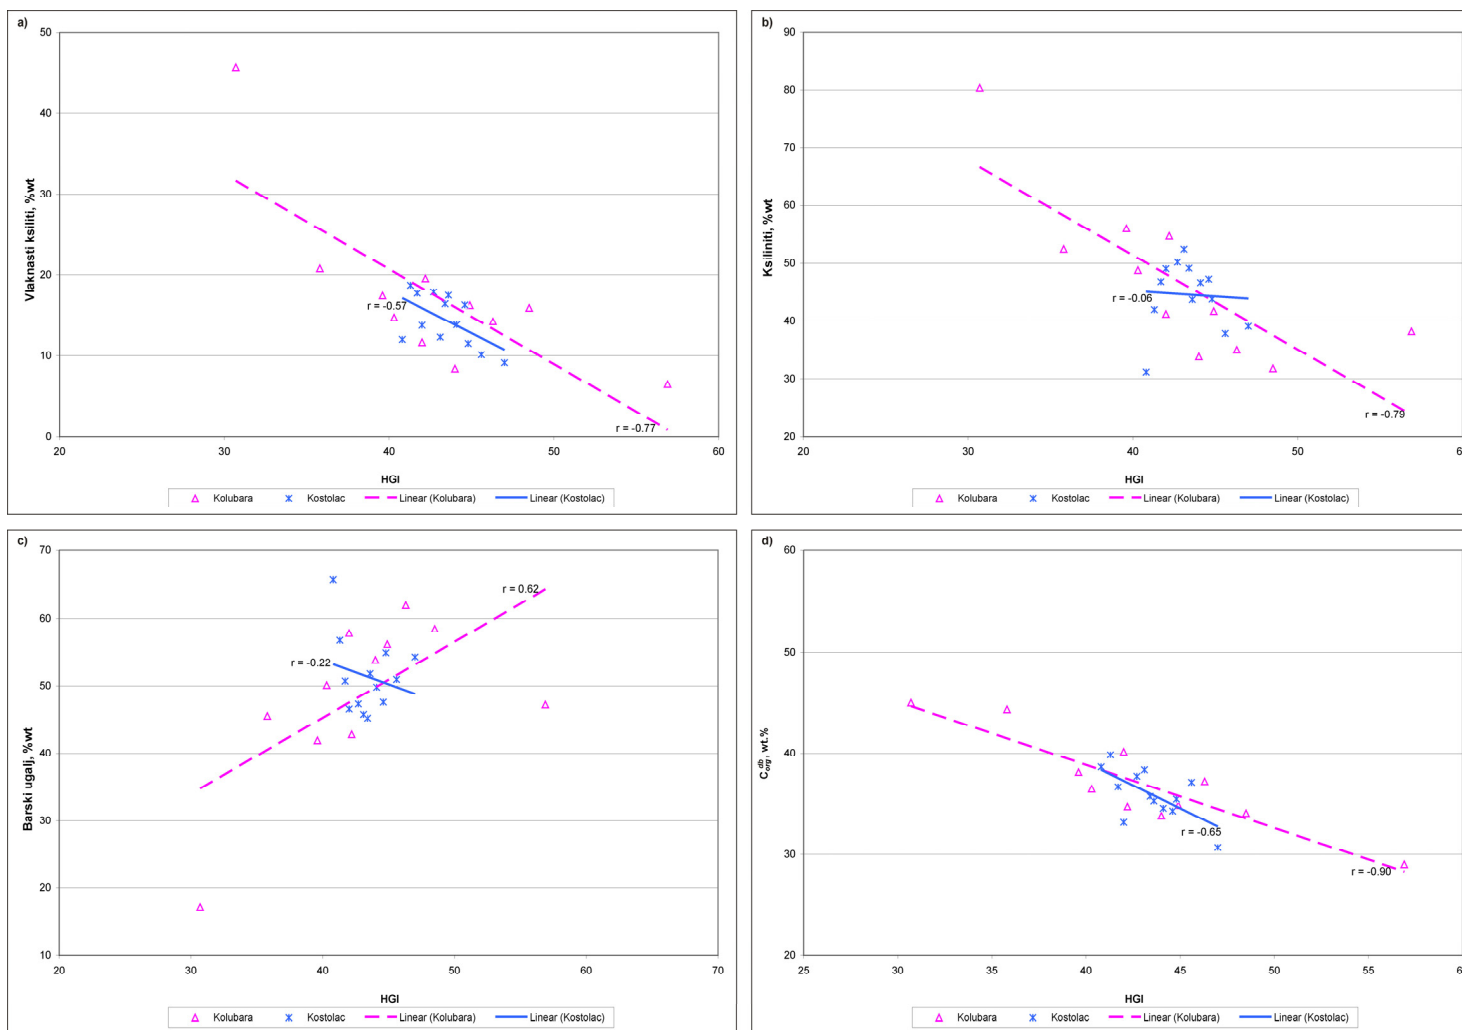 a)
50
40
30
20
10
0
Vlaknasti ksiliti, %wt
r = -0.57
r = -0.77
20 30 40 50 60
HGI
Kolubara Kostolac Linear (Kolubara) Linear (Kostolac)
b)
90
80
70
60
50
40
30
20
Ksiliniti, %wt
r = -0.06
r = -0.79
20 30 40 50 60
HGI
Kolubara Kostolac Linear (Kolubara) Linear (Kostolac)
c)
70
60
50
40
30
20
10
Barski ugalj, %wt
r = 0.62
r = -0.22
20 30 40 50 60 70
HGI
Kolubara Kostolac Linear (Kolubara) Linear (Kostolac)
d)
60
50
40
30
20
C org db, wt.%
r = -0.65
r = -0.90
25 30 35 40 45 50 55 60
HGI
Kolubara Kostolac Linear (Kolubara) Linear (Kostolac)